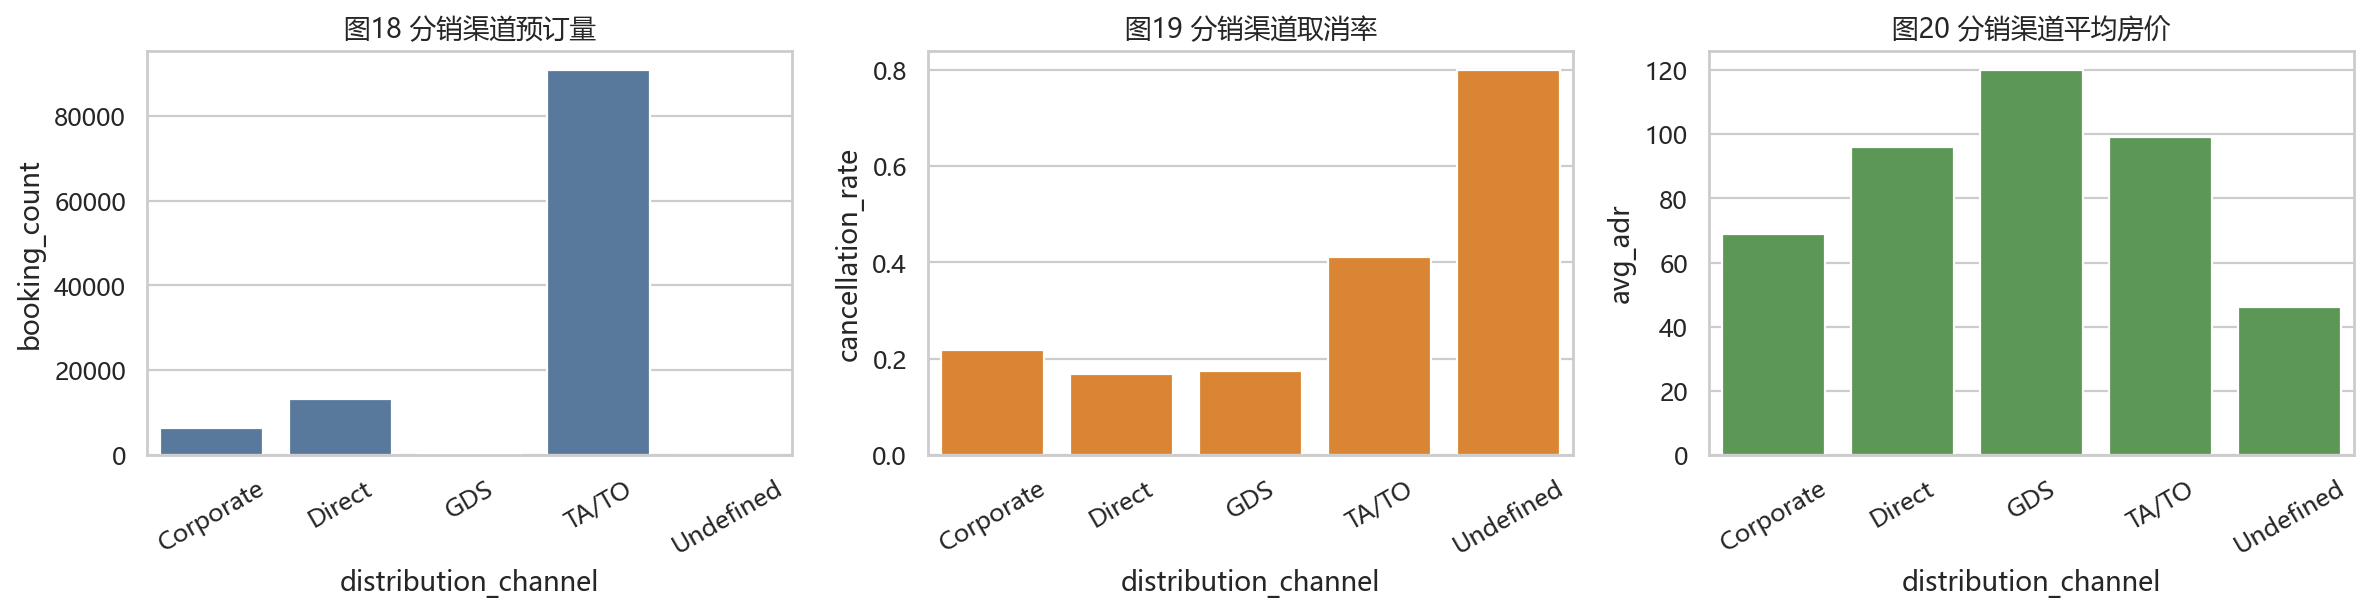 图18 分销渠道预订量
booking_count
80000
60000
40000
20000
0
Corporate
Direct
GDS
TA/TO
Undefined
distribution_channel
图19 分销渠道取消率
cancellation_rate
0.8
0.6
0.4
0.2
0.0
Corporate
Direct
GDS
TA/TO
Undefined
distribution_channel
图20 分销渠道平均房价
avg_adr
120
100
80
60
40
20
0
Corporate
Direct
GDS
TA/TO
Undefined
distribution_channel